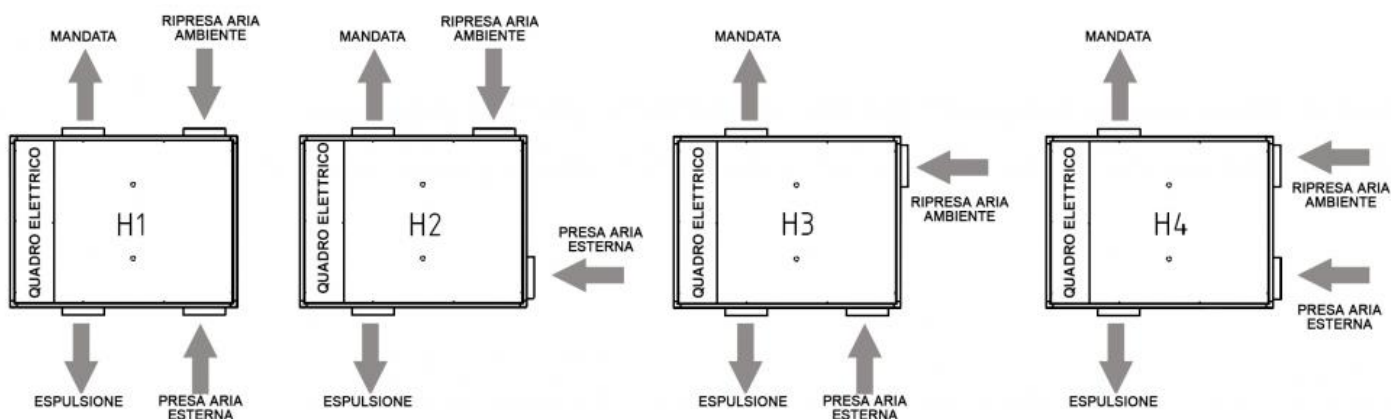 MANDATA
RIPRESA ARIA
AMBIENTE
QUADRO ELETTRICO
H1
ESPULSIONE
PRESA ARIA
ESTERNA
MANDATA
RIPRESA ARIA
AMBIENTE
QUADRO ELETTRICO
H2
PRESA ARIA
ESTERNA
ESPULSIONE
MANDATA
QUADRO ELETTRICO
H3
RIPRESA ARIA
AMBIENTE
ESPULSIONE
PRESA ARIA
ESTERNA
MANDATA
QUADRO ELETTRICO
H4
RIPRESA ARIA
AMBIENTE
PRESA ARIA
ESTERNA
ESPULSIONE